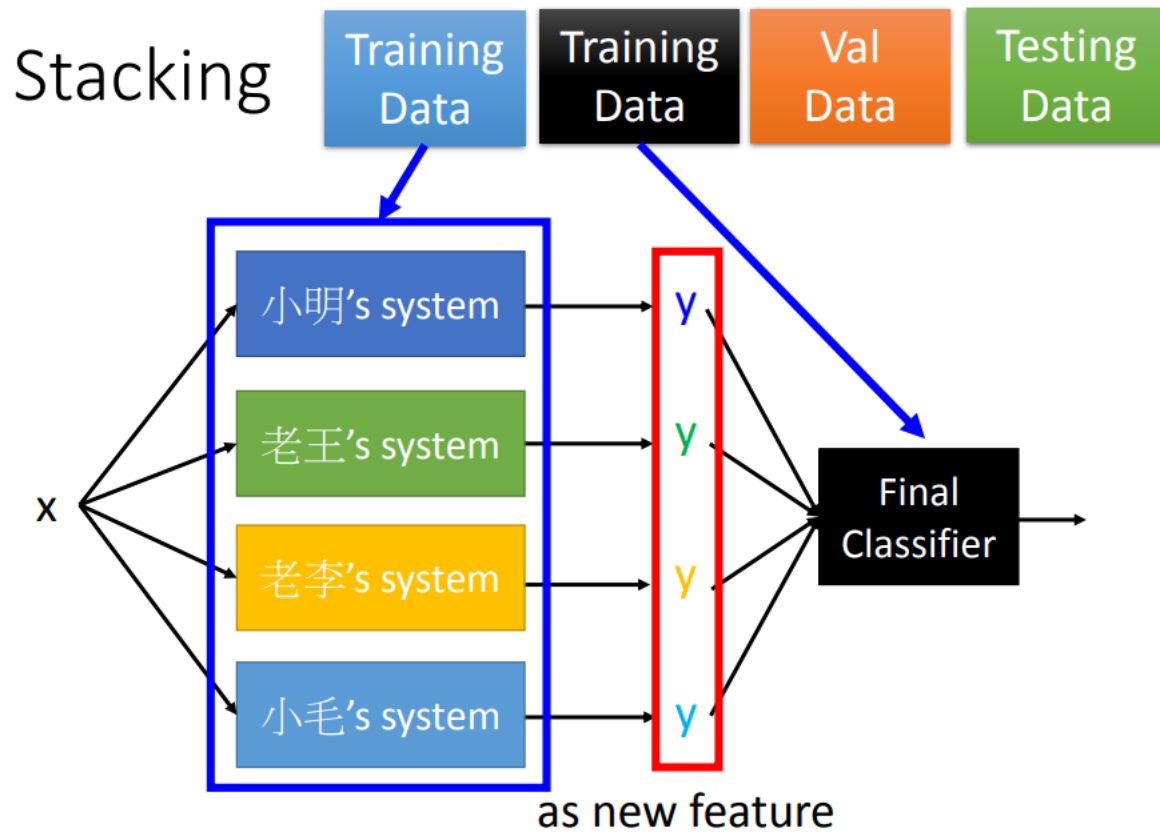 Stacking
Training
Data
Training
Data
Val
Data
Testing
Data
小明’s system
y
老王’s system
y
x
Final
Classifier
老李’s system
y
小毛’s system
y
as new feature